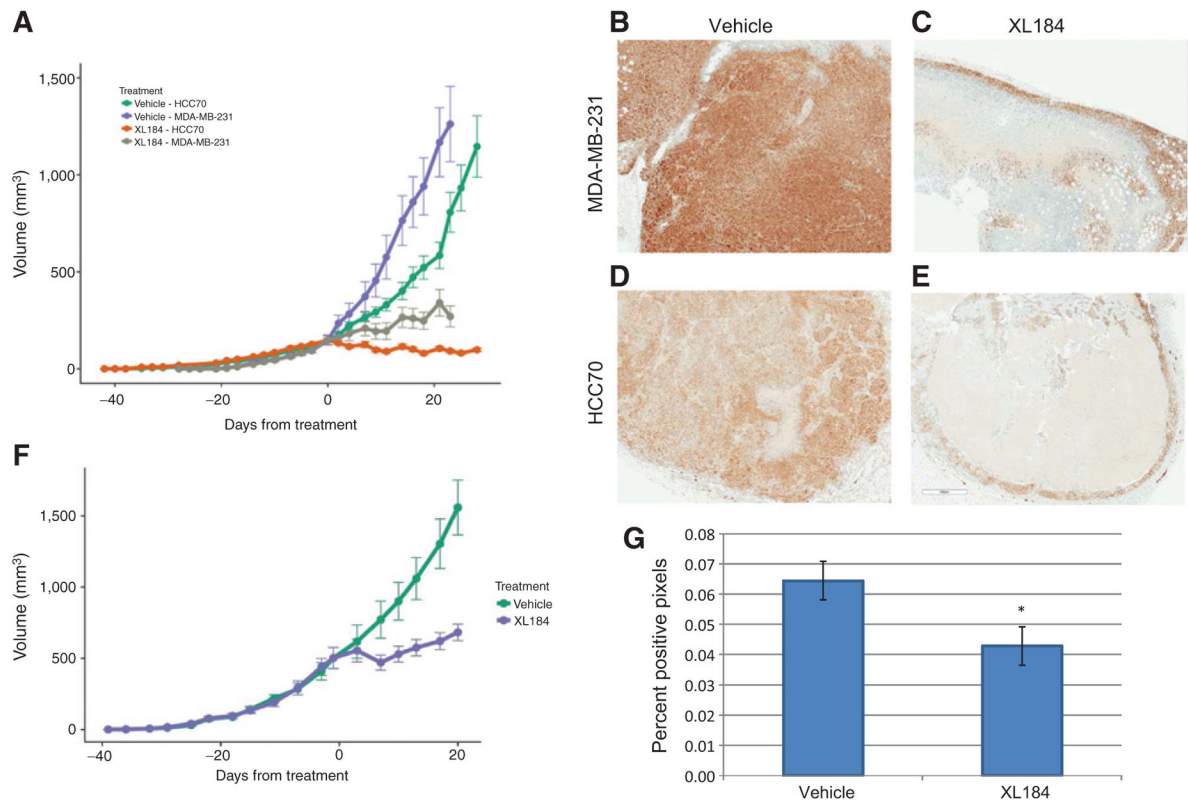 A
1,500
1,000
500
0
Volume (mm³)
Treatment
Vehicle - HCC70
Vehicle - MDA-MB-231
XL184 - HCC70
XL184 - MDA-MB-231
−40
−20
0
20
Days from treatment
B
Vehicle
C
XL184
MDA-MB-231
D
E
HCC70
F
1,500
1,000
500
0
Volume (mm³)
Treatment
Vehicle
XL184
−40
−20
0
20
Days from treatment
G
0.08
0.07
0.06
0.05
0.04
0.03
0.02
0.01
0.00
Percent positive pixels
*
Vehicle
XL184